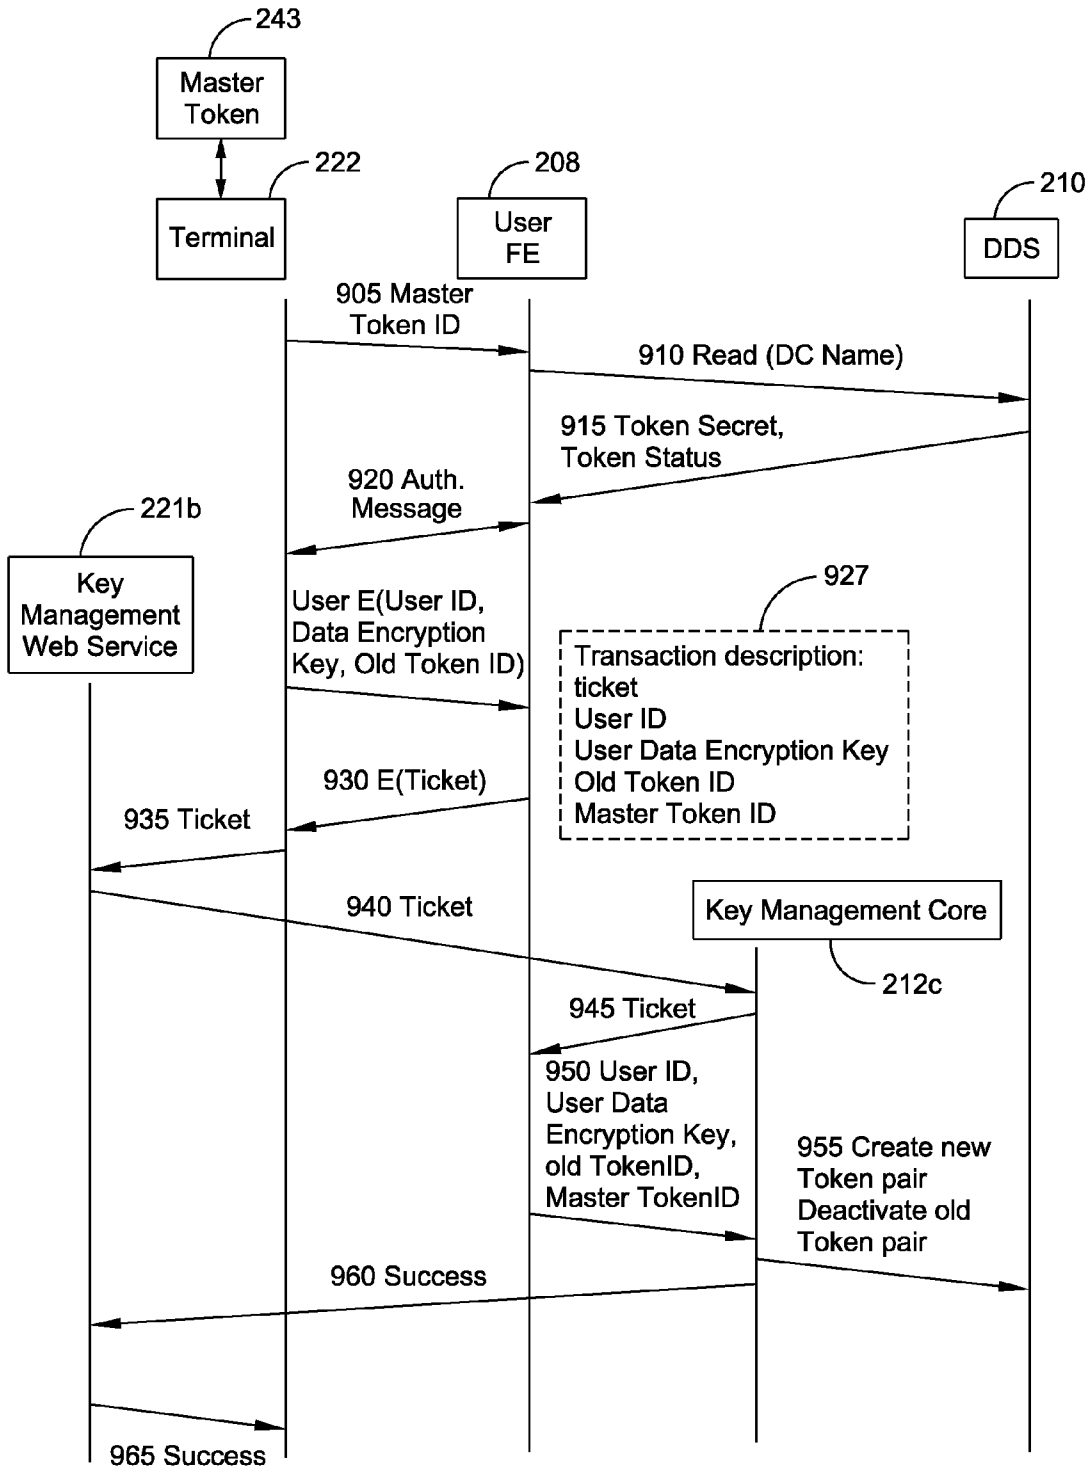 243
Master
Token
222
208
210
Terminal
User
FE
DDS
905 Master
Token ID
910 Read (DC Name)
915 Token Secret,
Token Status
920 Auth.
Message
221b
Key
Management
Web Service
927
User E(User ID,
Data Encryption
Key, Old Token ID)
Transaction description:
ticket
User ID
User Data Encryption Key
Old Token ID
Master Token ID
930 E(Ticket)
935 Ticket
940 Ticket
Key Management Core
212c
945 Ticket
950 User ID,
User Data
Encryption Key,
old TokenID,
Master TokenID
955 Create new
Token pair
Deactivate old
Token pair
960 Success
965 Success